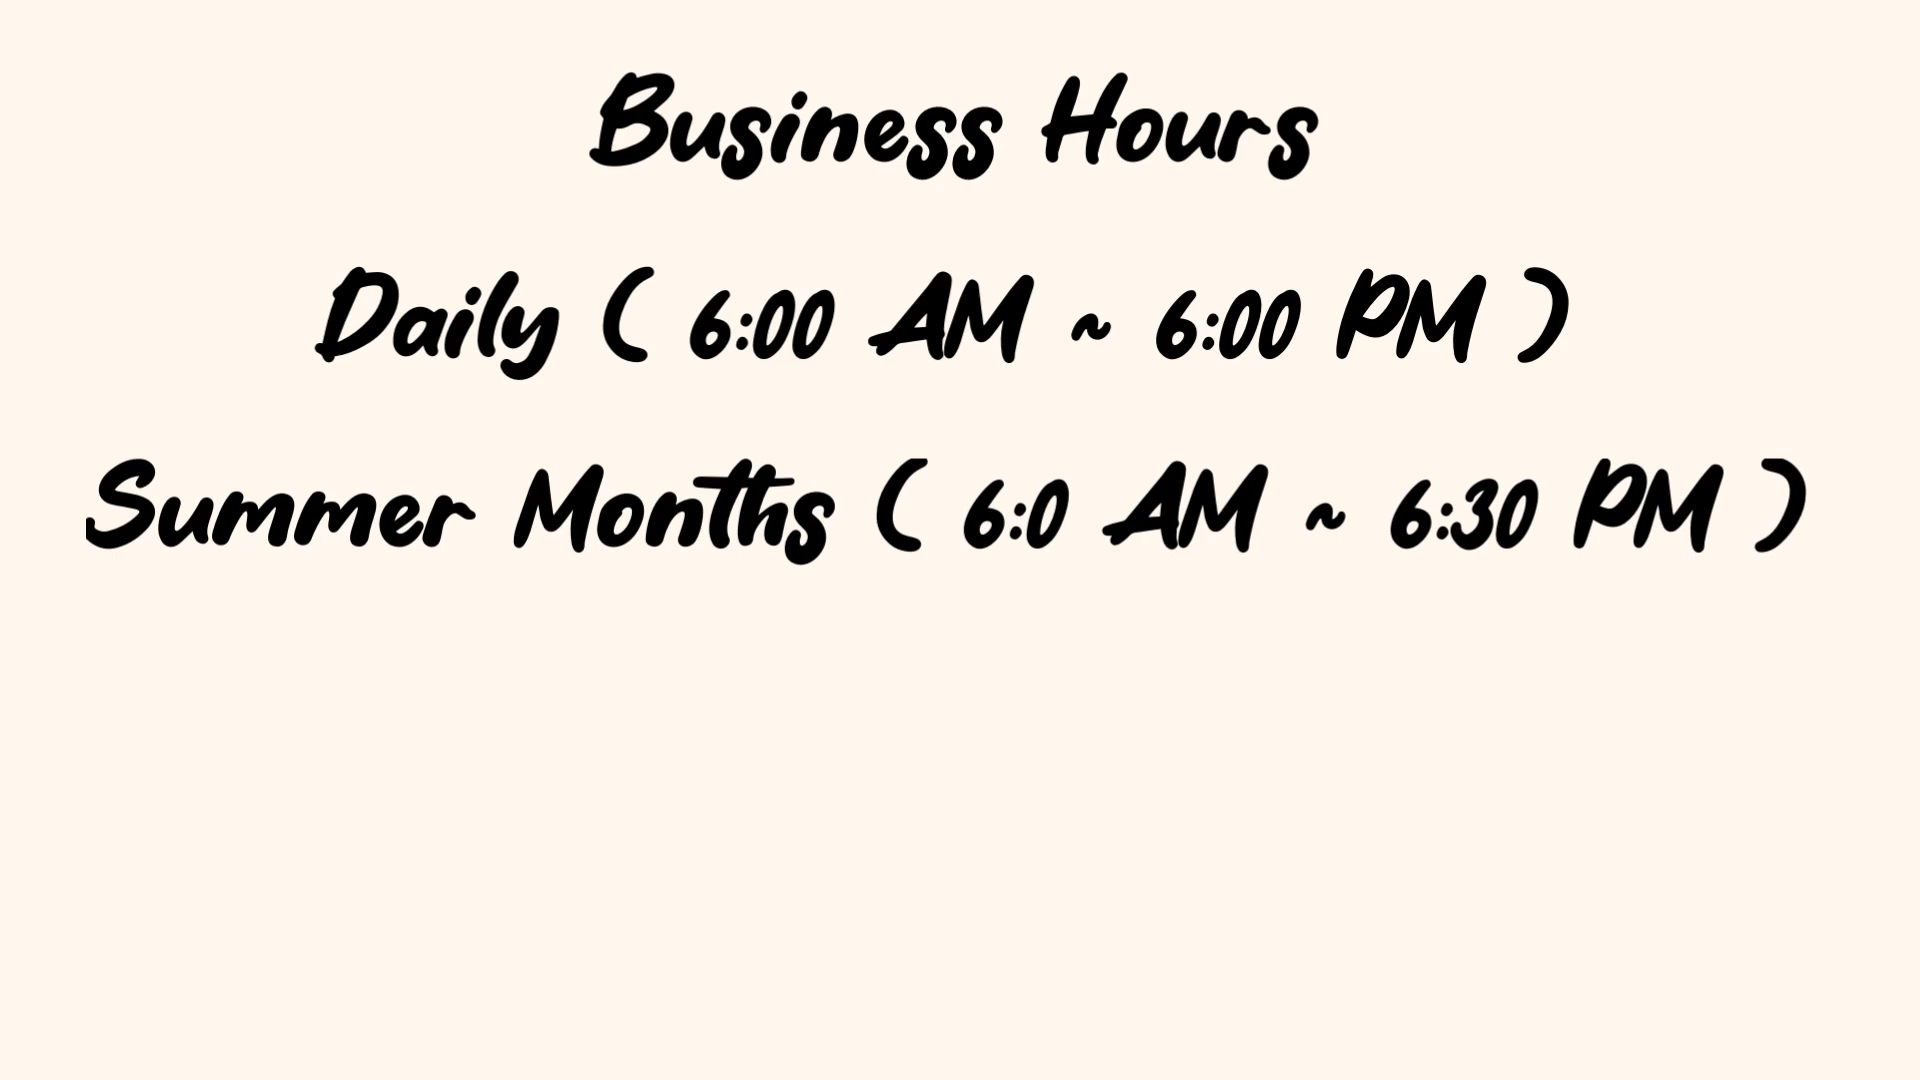 Business Hours
Daily ( 6:00 AM ~ 6:00 PM )
Summer Months ( 6:0 AM ~ 6:30 PM )